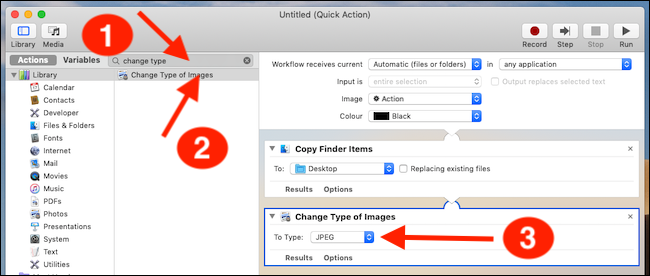 Untitled (Quick Action)
Library Media Record Step Stop Run
1
Actions Variables change type
Library
Calendar
Contacts
Developer
Files & Folders
Fonts
Internet
Mail
Movies
Music
PDFs
Photos
Presentations
System
Text
Utilities
Change Type of Images
2
Workflow receives current Automatic (files or folders) in any application
Input is entire selection Output replaces selected text
Image Action
Colour Black
Copy Finder Items
To: Desktop Replacing existing files
Results Options
Change Type of Images
To Type: JPEG 3
Results Options